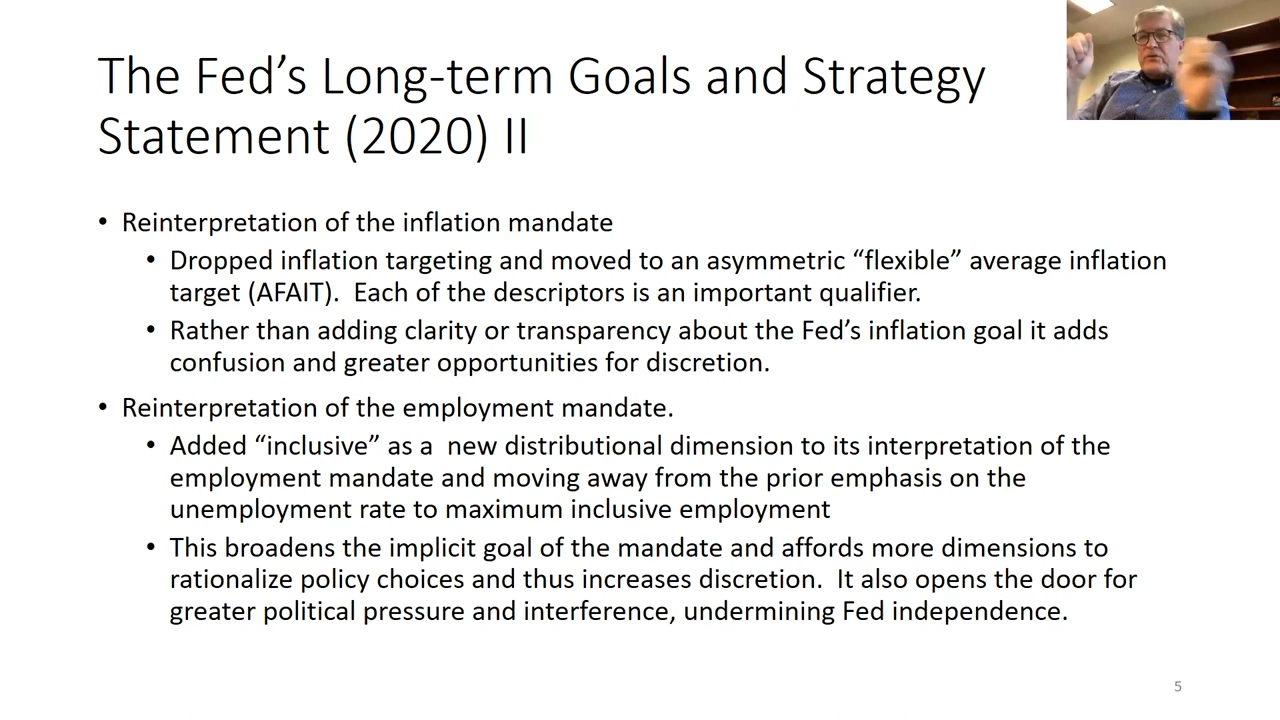 The Fed’s Long-term Goals and Strategy
Statement (2020) II
• Reinterpretation of the inflation mandate
• Dropped inflation targeting and moved to an asymmetric “flexible” average inflation
target (AFAIT).  Each of the descriptors is an important qualifier.
• Rather than adding clarity or transparency about the Fed’s inflation goal it adds
confusion and greater opportunities for discretion.
• Reinterpretation of the employment mandate.
• Added “inclusive” as a  new distributional dimension to its interpretation of the
employment mandate and moving away from the prior emphasis on the
unemployment rate to maximum inclusive employment
• This broadens the implicit goal of the mandate and affords more dimensions to
rationalize policy choices and thus increases discretion.  It also opens the door for
greater political pressure and interference, undermining Fed independence.
5